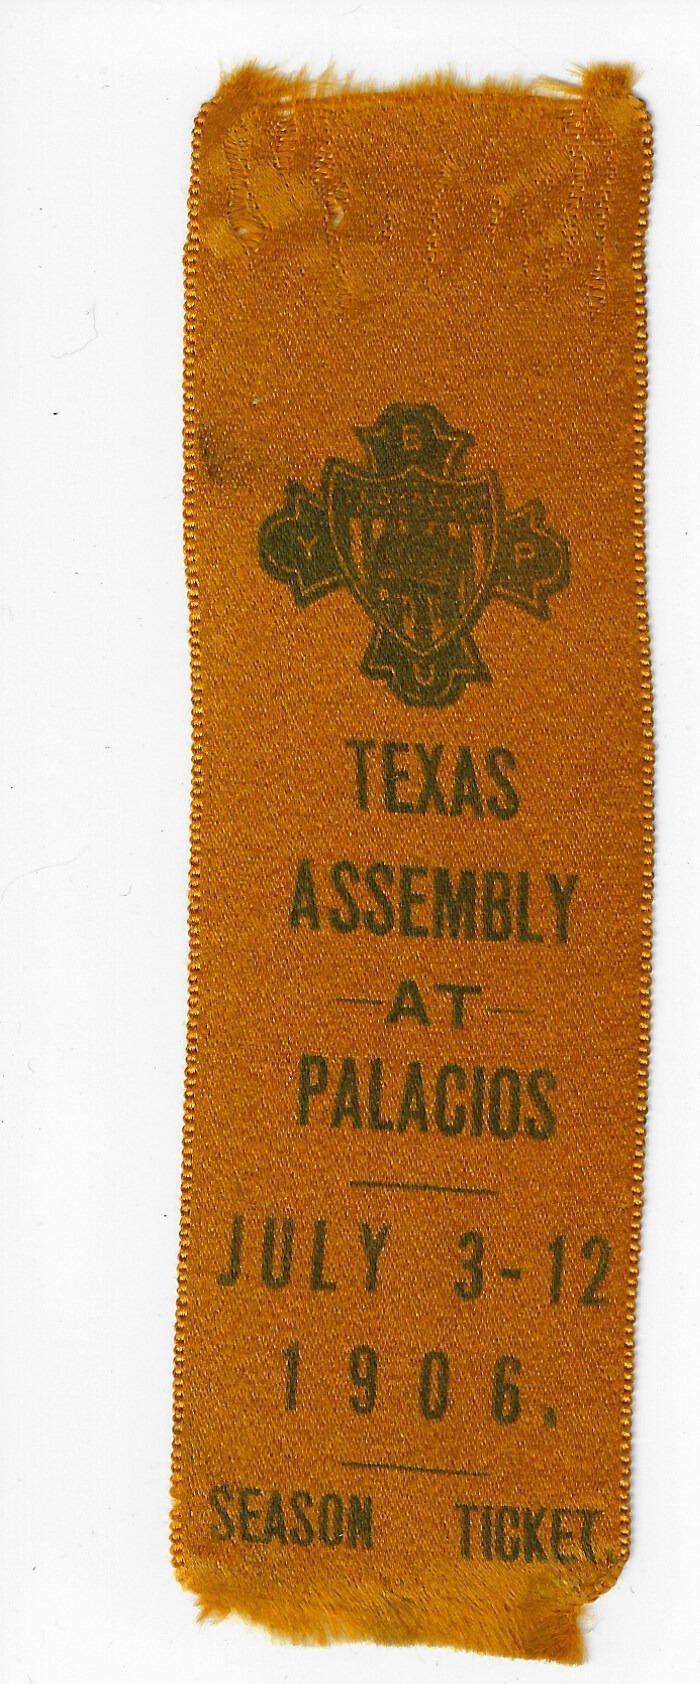 B
Y P
U
TEXAS
ASSEMBLY
—AT—
PALACIOS
JULY 3-12
1906.
SEASON TICKET.